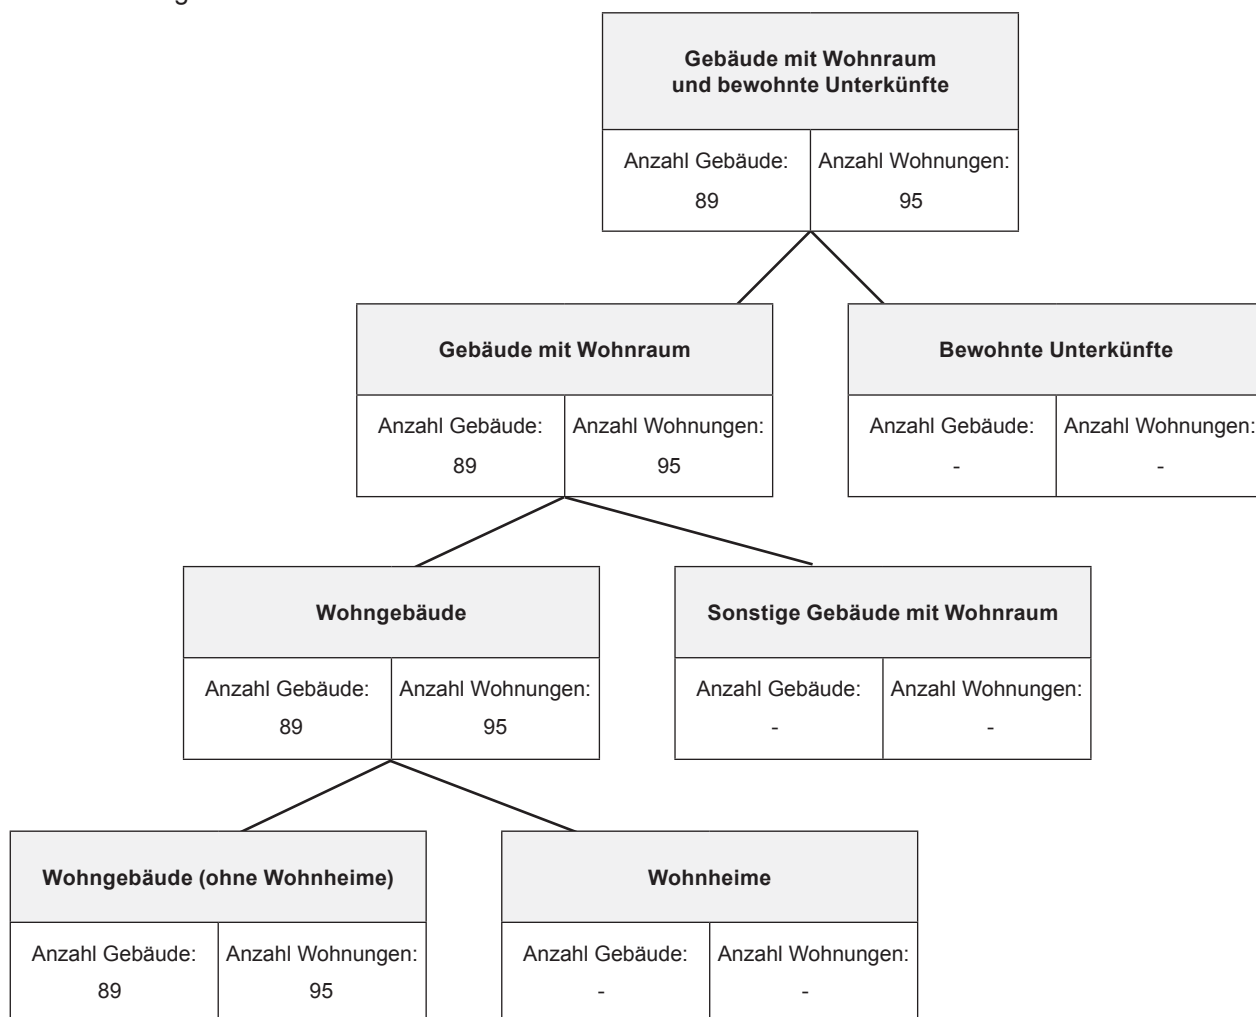 Gebäude mit Wohnraum
und bewohnte Unterkünfte
Anzahl Gebäude: Anzahl Wohnungen:
89 95
Gebäude mit Wohnraum
Anzahl Gebäude: Anzahl Wohnungen:
89 95
Bewohnte Unterkünfte
Anzahl Gebäude: Anzahl Wohnungen:
- -
Wohngebäude
Anzahl Gebäude: Anzahl Wohnungen:
89 95
Sonstige Gebäude mit Wohnraum
Anzahl Gebäude: Anzahl Wohnungen:
- -
Wohngebäude (ohne Wohnheime)
Anzahl Gebäude: Anzahl Wohnungen:
89 95
Wohnheime
Anzahl Gebäude: Anzahl Wohnungen:
- -